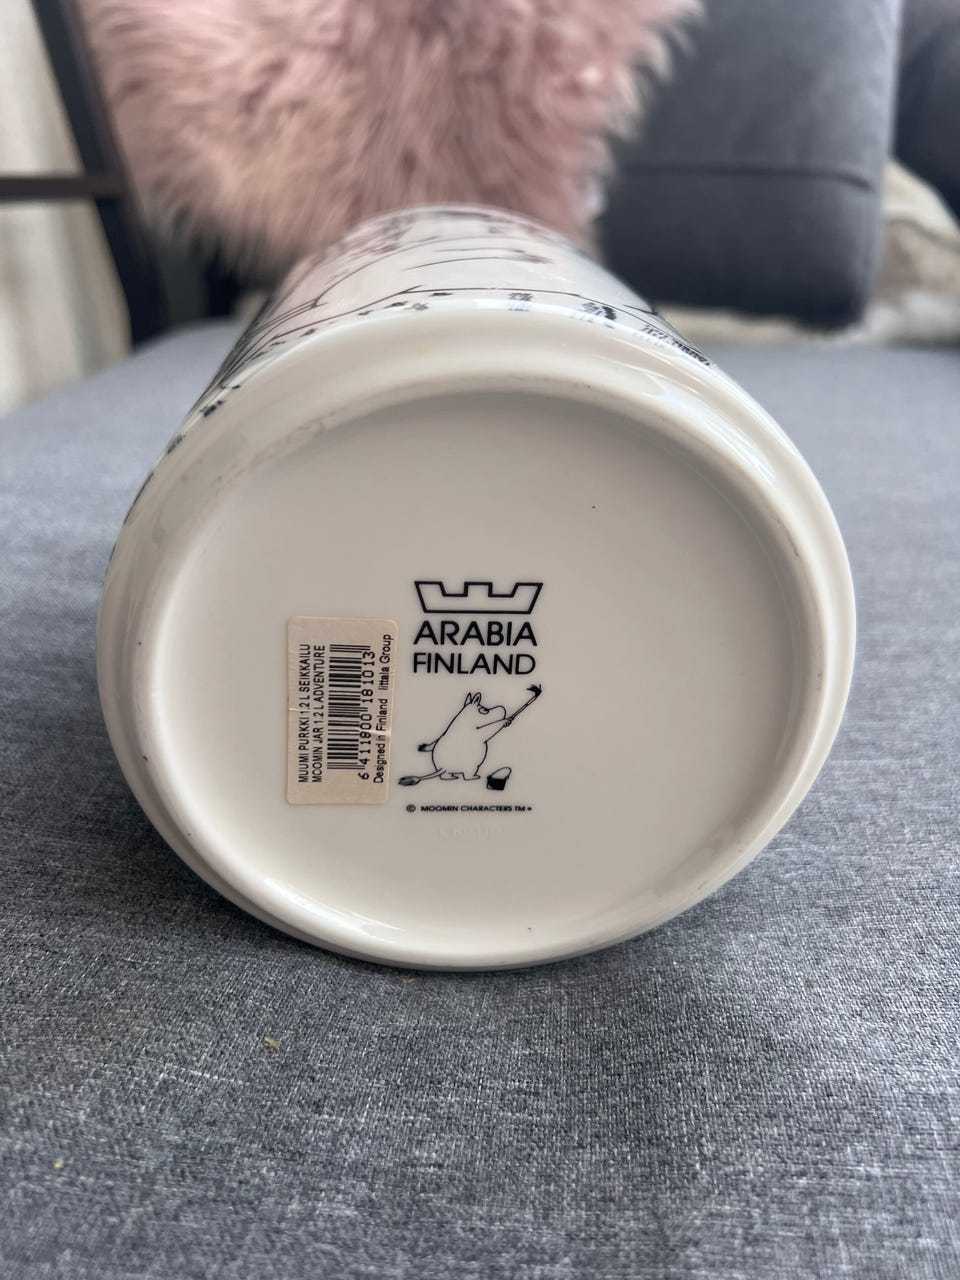 ARABIA
FINLAND
© MOOMIN CHARACTERS TM
MUUMI PURKKI 1,2 L SEIKKAILU
MOOMIN JAR 1,2 L ADVENTURE
6 411800 181013
Designed in Finland Iittala Group